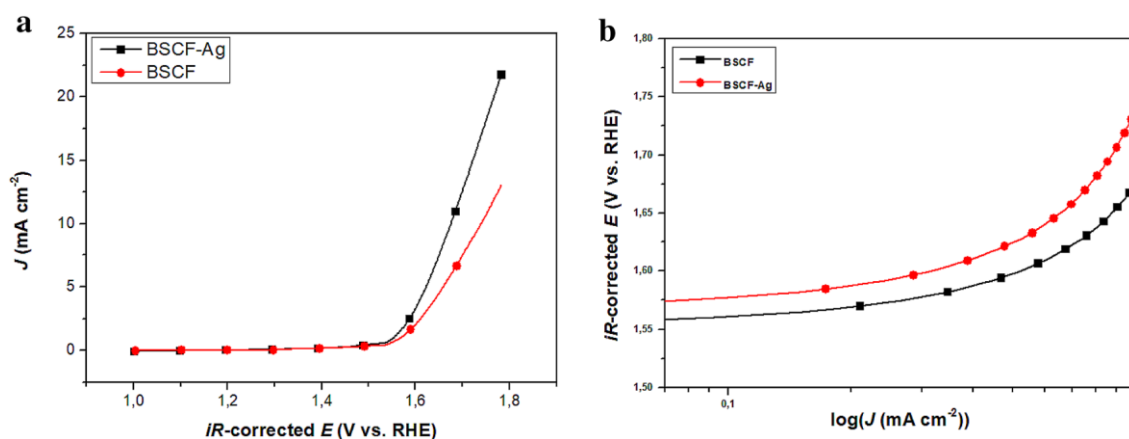 a
BSCF-Ag
BSCF
25
20
15
10
5
0
J (mA cm⁻²)
1,0
1,2
1,4
1,6
1,8
iR-corrected E (V vs. RHE)
b
BSCF
BSCF-Ag
1,80
1,75
1,70
1,65
1,60
1,55
1,50
iR-corrected E (V vs. RHE)
0,1
log(J (mA cm⁻²))